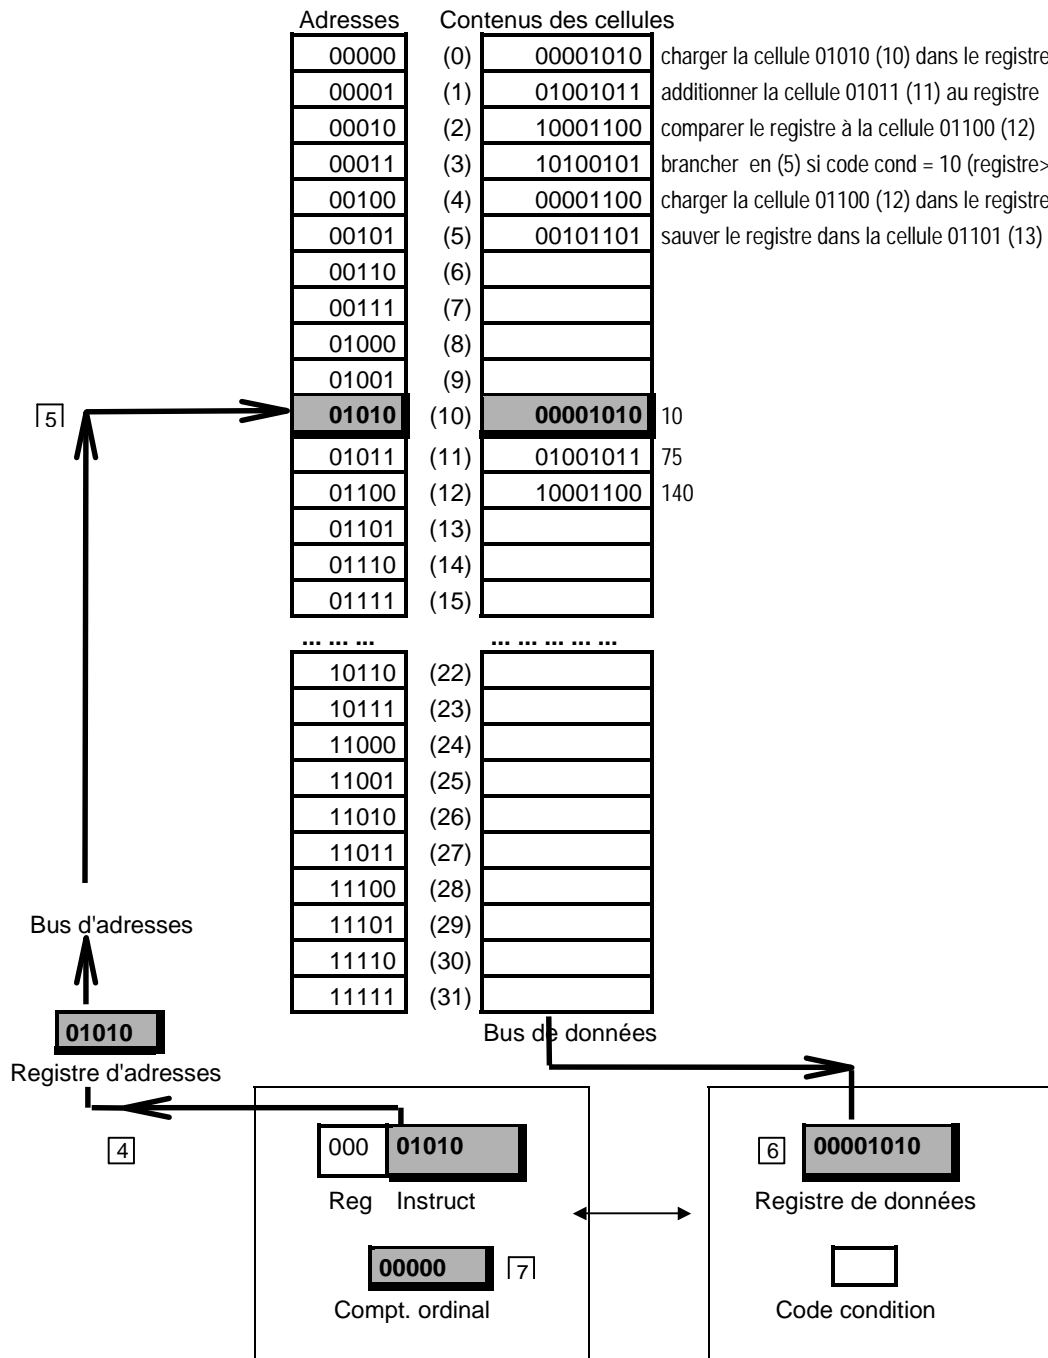 Adresses Contenus des cellules
00000 (0) 00001010 charger la cellule 01010 (10) dans le registre
00001 (1) 01001011 additionner la cellule 01011 (11) au registre
00010 (2) 10001100 comparer le registre à la cellule 01100 (12)
00011 (3) 10100101 brancher en (5) si code cond = 10 (registre>
00100 (4) 00001100 charger la cellule 01100 (12) dans le registre
00101 (5) 00101101 sauver le registre dans la cellule 01101 (13)
00110 (6)
00111 (7)
01000 (8)
01001 (9)
5 01010 (10) 00001010 10
01011 (11) 01001011 75
01100 (12) 10001100 140
01101 (13)
01110 (14)
01111 (15)
... ... ... ... ... ... ... ...
10110 (22)
10111 (23)
11000 (24)
11001 (25)
11010 (26)
11011 (27)
11100 (28)
11101 (29)
Bus d'adresses
11110 (30)
11111 (31)
01010
Bus de données
Registre d'adresses
4 000 01010 6 00001010
Reg Instruct Registre de données
00000 7
Compt. ordinal Code condition